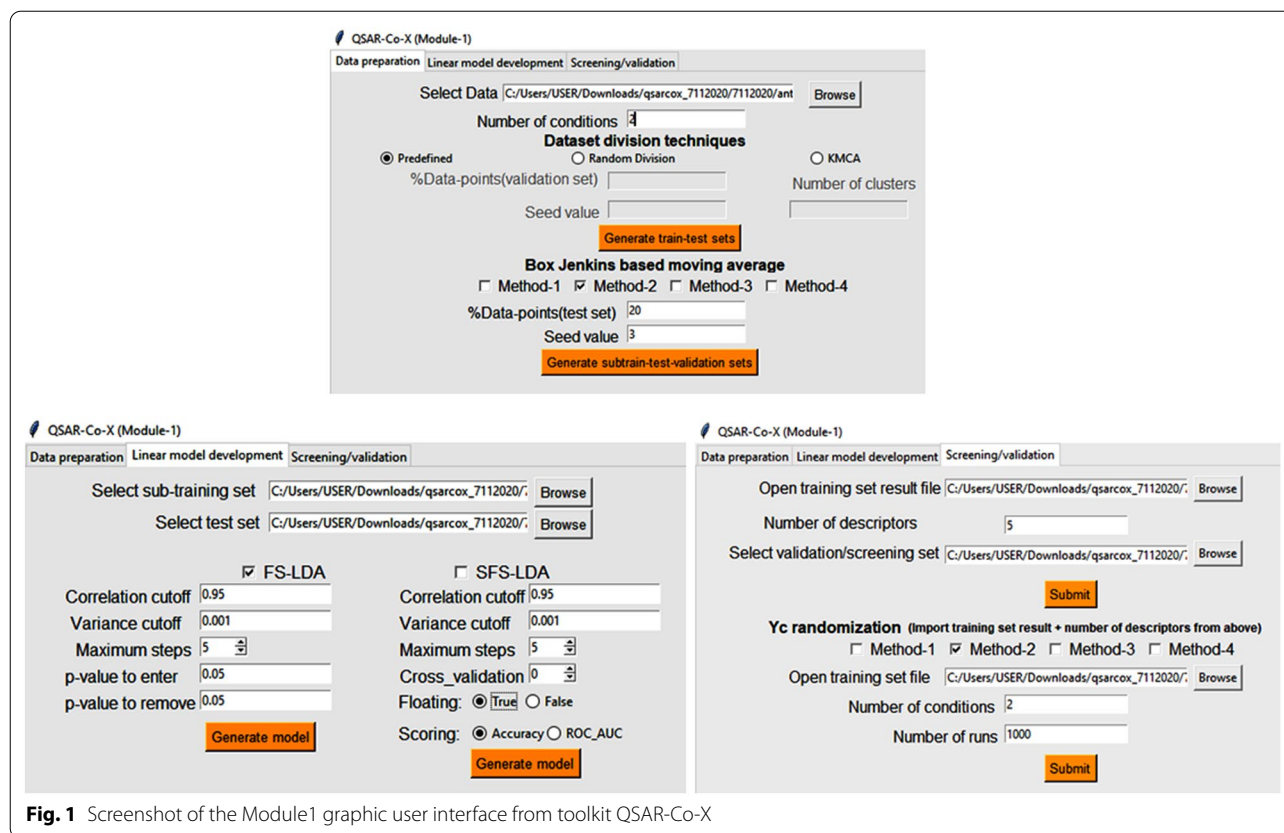 QSAR-Co-X (Module-1)
Data preparation Linear model development Screening/validation
Select Data C:/Users/USER/Downloads/qsarcox_7112020/7112020/ant Browse
Number of conditions 2
Dataset division techniques
Predefined Random Division KMCA
%Data-points(validation set) Number of clusters
Seed value
Generate train-test sets
Box Jenkins based moving average
Method-1 Method-2 Method-3 Method-4
%Data-points(test set) 20
Seed value 3
Generate subtrain-test-validation sets
QSAR-Co-X (Module-1)
Data preparation Linear model development Screening/validation
Select sub-training set C:/Users/USER/Downloads/qsarcox_7112020/ Browse
Select test set C:/Users/USER/Downloads/qsarcox_7112020/ Browse
FS-LDA SFS-LDA
Correlation cutoff 0.95 Correlation cutoff 0.95
Variance cutoff 0.001 Variance cutoff 0.001
Maximum steps 5 Maximum steps 5
p-value to enter 0.05 Cross_validation 0
p-value to remove 0.05 Floating: True False
Generate model Scoring: Accuracy ROC_AUC
Generate model
QSAR-Co-X (Module-1)
Data preparation Linear model development Screening/validation
Open training set result file C:/Users/USER/Downloads/qsarcox_7112020/ Browse
Number of descriptors 5
Select validation/screening set C:/Users/USER/Downloads/qsarcox_7112020/ Browse
Submit
Yc randomization (Import training set result + number of descriptors from above)
Method-1 Method-2 Method-3 Method-4
Open training set file C:/Users/USER/Downloads/qsarcox_7112020/ Browse
Number of conditions 2
Number of runs 1000
Submit
Fig. 1 Screenshot of the Module1 graphic user interface from toolkit QSAR-Co-X